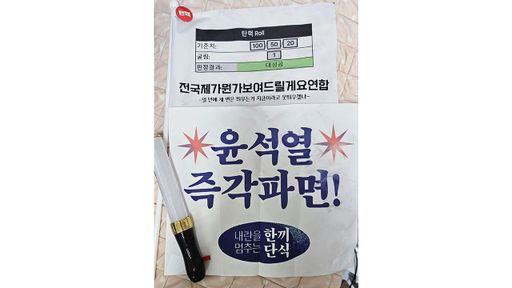 탄핵
탄핵 Roll
기준치: 100 50 20
굴림: 1
판정결과: 대성공
전국제가뭔가보여드릴게요연합
윤석열
즉각파면!
내란을
멈추는
한끼
단식